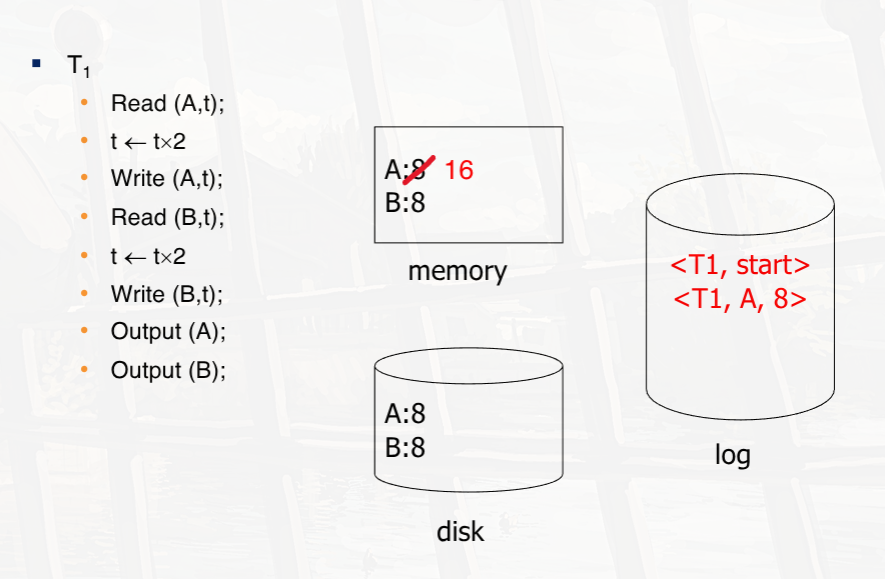 T₁
Read (A,t);
t ← t×2
Write (A,t);
Read (B,t);
t ← t×2
Write (B,t);
Output (A);
Output (B);
A:8 16
B:8
memory
A:8
B:8
disk
<T1, start>
<T1, A, 8>
log